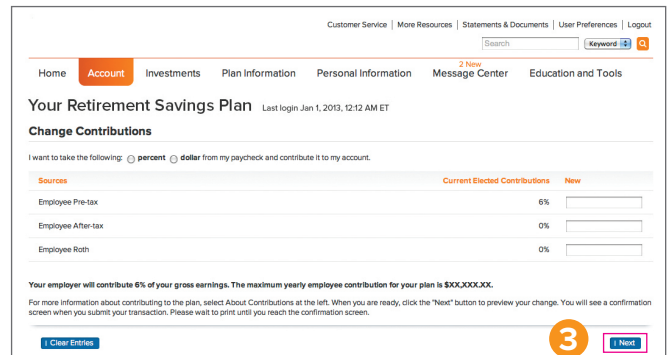 Customer Service | More Resources | Statements & Documents | User Preferences | Logout
Search Keyword
2 New
Home Account Investments Plan Information Personal Information Message Center Education and Tools
Your Retirement Savings Plan Last login Jan 1, 2013, 12:12 AM ET
Change Contributions
I want to take the following: percent dollar from my paycheck and contribute it to my account.
Sources Current Elected Contributions New
Employee Pre-tax 6%
Employee After-tax 0%
Employee Roth 0%
Your employer will contribute 6% of your gross earnings. The maximum yearly employee contribution for your plan is $XX,XXX.XX.
For more information about contributing to the plan, select About Contributions at the left. When you are ready, click the "Next" button to preview your change. You will see a confirmation
screen when you submit your transaction. Please wait to print until you reach the confirmation screen.
Clear Entries 3 Next